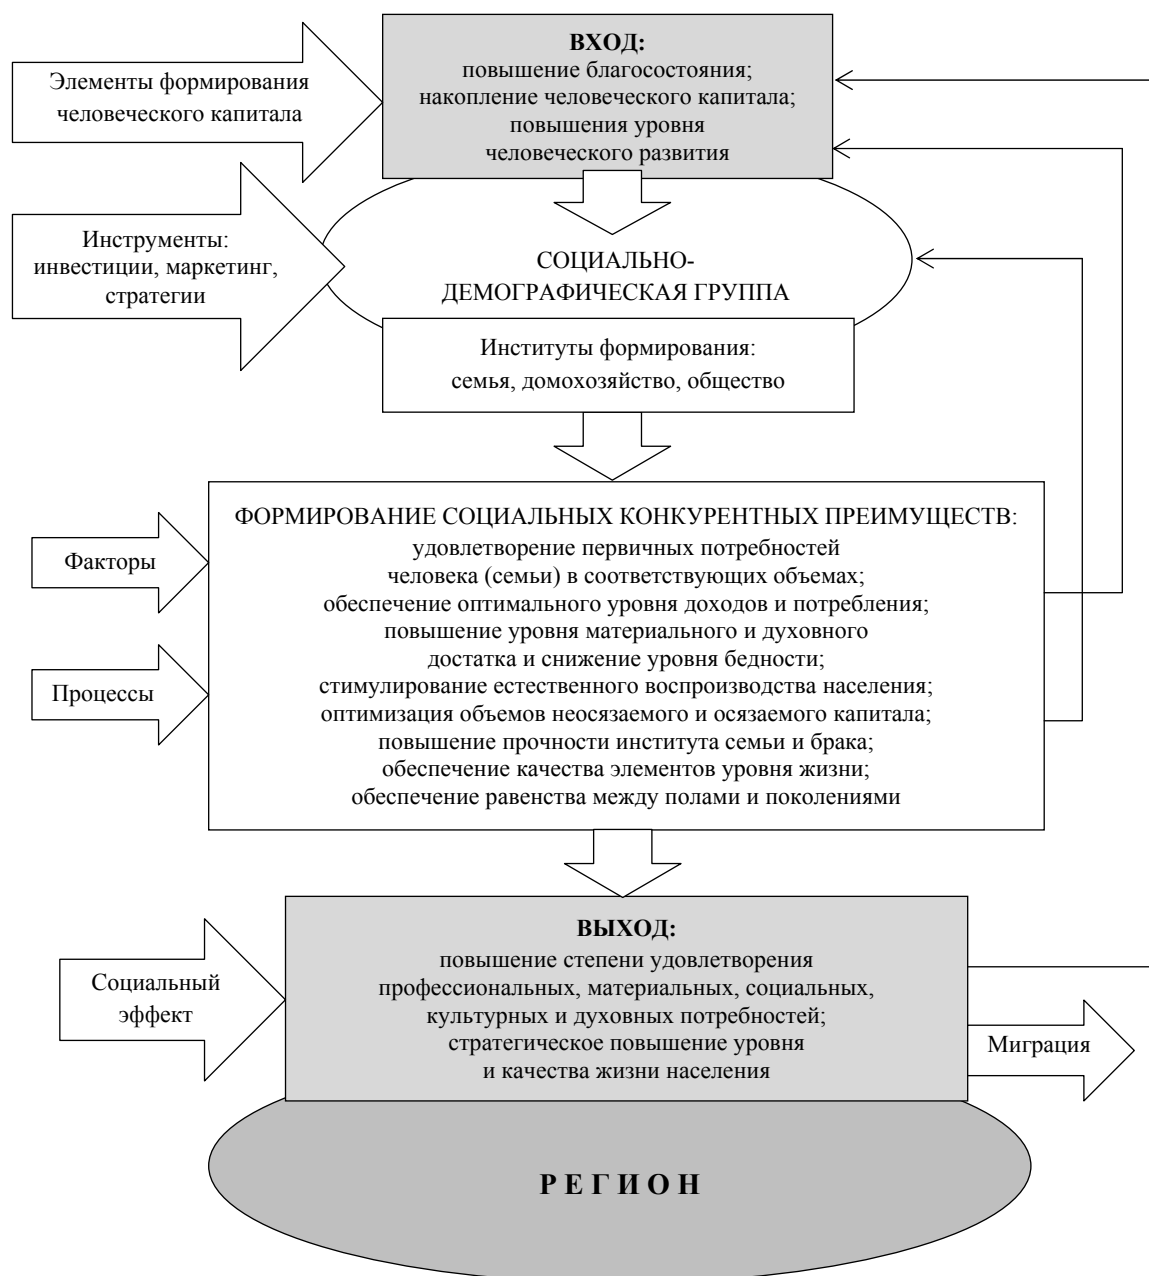 ВХОД:
повышение благосостояния;
накопление человеческого капитала;
повышения уровня
человеческого развития
Элементы формирования
человеческого капитала
Инструменты:
инвестиции, маркетинг,
стратегии
СОЦИАЛЬНО-
ДЕМОГРАФИЧЕСКАЯ ГРУППА
Институты формирования:
семья, домохозяйство, общество
ФОРМИРОВАНИЕ СОЦИАЛЬНЫХ КОНКУРЕНТНЫХ ПРЕИМУЩЕСТВ:
удовлетворение первичных потребностей
человека (семьи) в соответствующих объемах;
обеспечение оптимального уровня доходов и потребления;
повышение уровня материального и духовного
достатка и снижение уровня бедности;
стимулирование естественного воспроизводства населения;
оптимизация объемов неосязаемого и осязаемого капитала;
повышение прочности института семьи и брака;
обеспечение качества элементов уровня жизни;
обеспечение равенства между полами и поколениями
Факторы
Процессы
ВЫХОД:
повышение степени удовлетворения
профессиональных, материальных, социальных,
культурных и духовных потребностей;
стратегическое повышение уровня
и качества жизни населения
Социальный
эффект
Миграция
Р Е Г И О Н